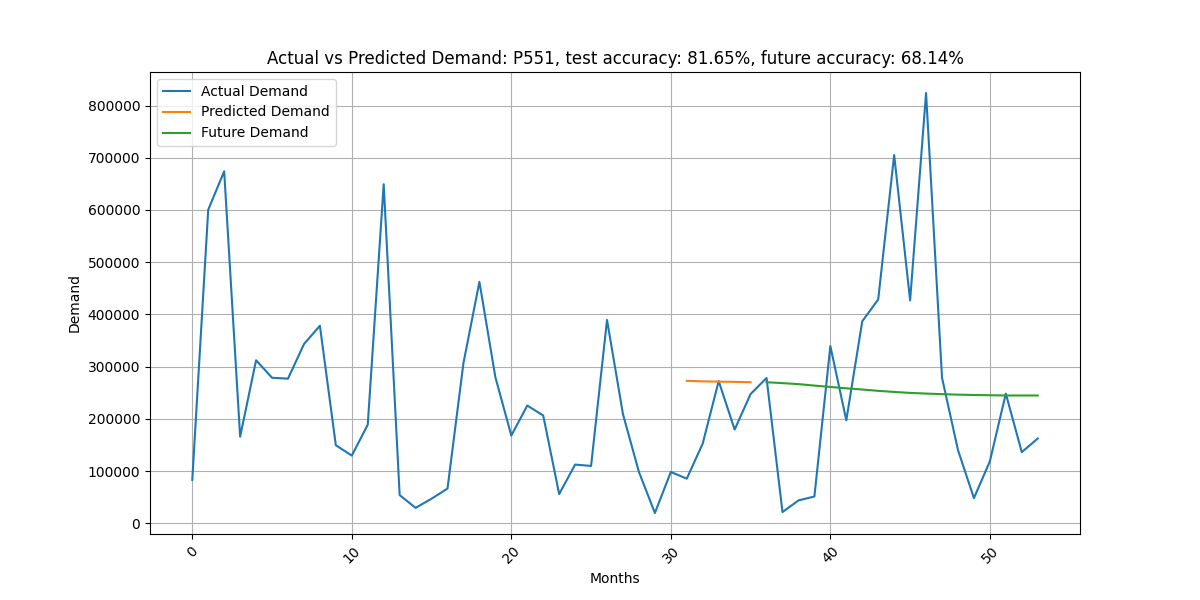 Actual vs Predicted Demand: P551, test accuracy: 81.65%, future accuracy: 68.14%
Actual Demand
Predicted Demand
Future Demand
800000
700000
600000
500000
400000
300000
200000
100000
0
Demand
0 10 20 30 40 50
Months